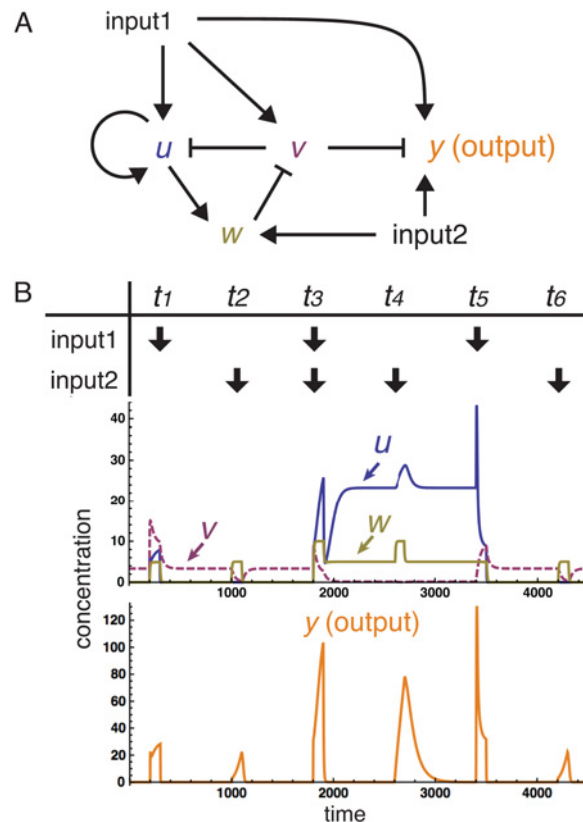 A
input1
u
v
y (output)
w
input2
B
t1 t2 t3 t4 t5 t6
input1
input2
40
30
20
10
0
u
v
w
1000 2000 3000 4000
concentration
y (output)
120
100
80
60
40
20
0
1000 2000 3000 4000
time